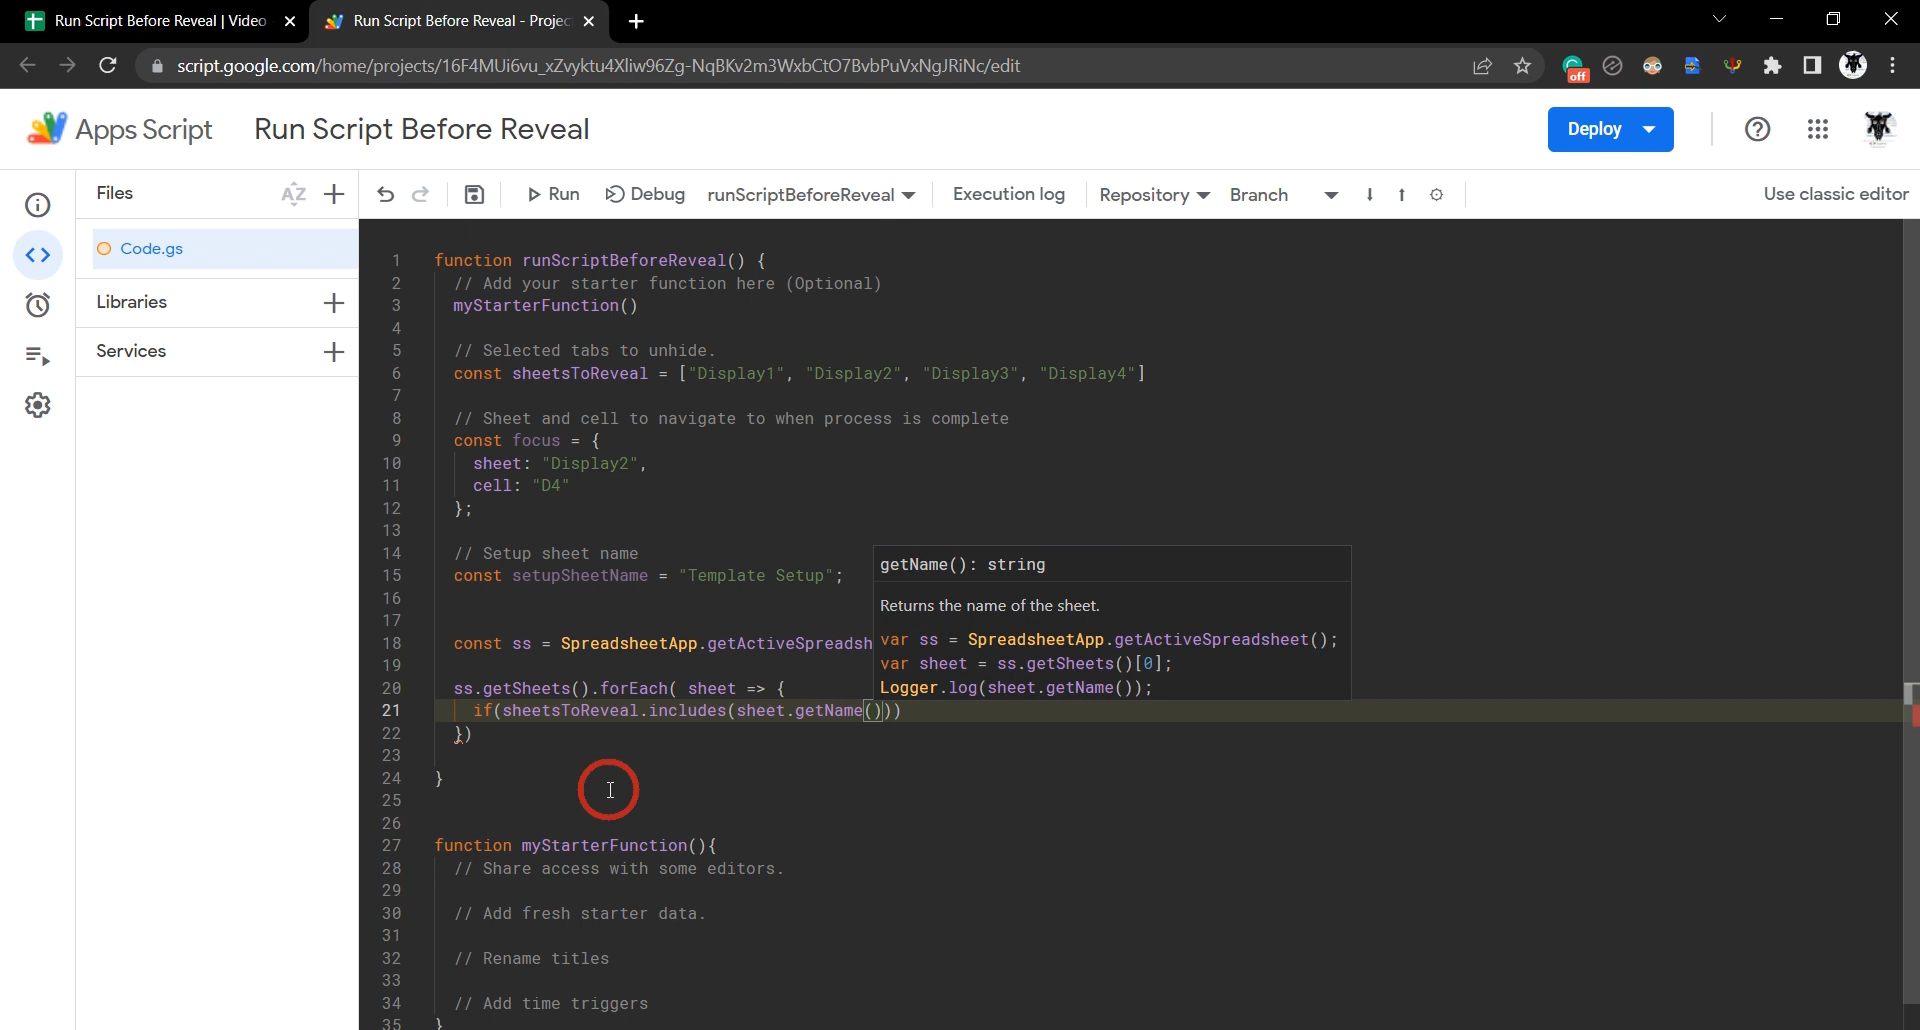 Run Script Before Reveal | Video
Run Script Before Reveal - Projec
script.google.com/home/projects/16F4MUi6vu_xZvyktu4Xliw96Zg-NqBKv2m3WxbCtO7BvbPuVxNgJRiNc/edit
off
Apps Script
Run Script Before Reveal
Deploy
Files
AZ
Run
Debug
runScriptBeforeReveal
Execution log
Repository
Branch
Use classic editor
Code.gs
Libraries
Services
1 function runScriptBeforeReveal() {
2 // Add your starter function here (Optional)
3 myStarterFunction()
4
5 // Selected tabs to unhide.
6 const sheetsToReveal = ["Display1", "Display2", "Display3", "Display4"]
7
8 // Sheet and cell to navigate to when process is complete
9 const focus = {
10 sheet: "Display2",
11 cell: "D4"
12 };
13
14 // Setup sheet name
15 const setupSheetName = "Template Setup";
16
17
18 const ss = SpreadsheetApp.getActiveSpreadsh
19
20 ss.getSheets().forEach( sheet => {
21 if(sheetsToReveal.includes(sheet.getName()))
22 })
23
24 }
25
26
27 function myStarterFunction(){
28 // Share access with some editors.
29
30 // Add fresh starter data.
31
32 // Rename titles
33
34 // Add time triggers
35 }
getName(): string
Returns the name of the sheet.
var ss = SpreadsheetApp.getActiveSpreadsheet();
var sheet = ss.getSheets()[0];
Logger.log(sheet.getName());